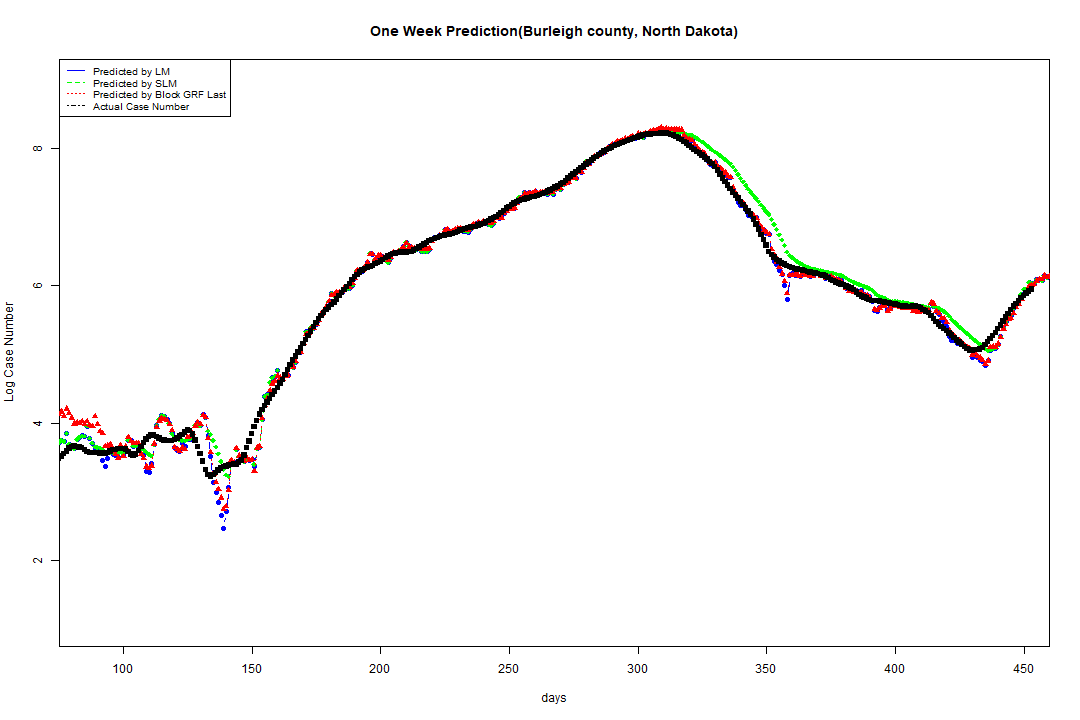 One Week Prediction(Burleigh county, North Dakota)
Predicted by LM
Predicted by SLM
Predicted by Block GRF Last
Actual Case Number
8
6
4
2
Log Case Number
100 150 200 250 300 350 400 450
days